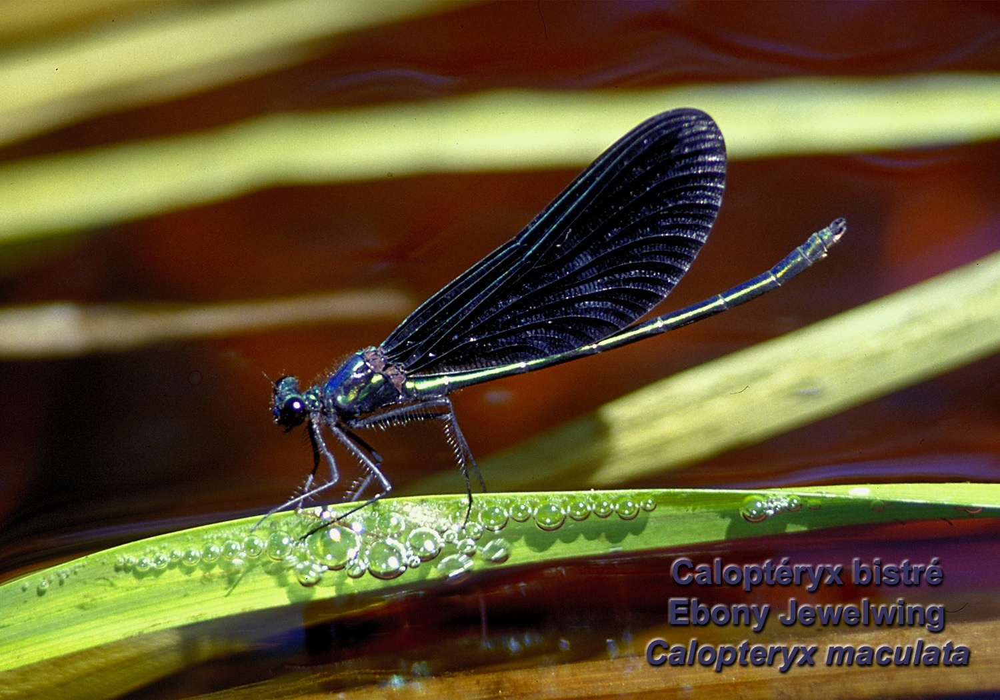 Caloptéryx bistré
Ebony Jewelwing
Calopteryx maculata